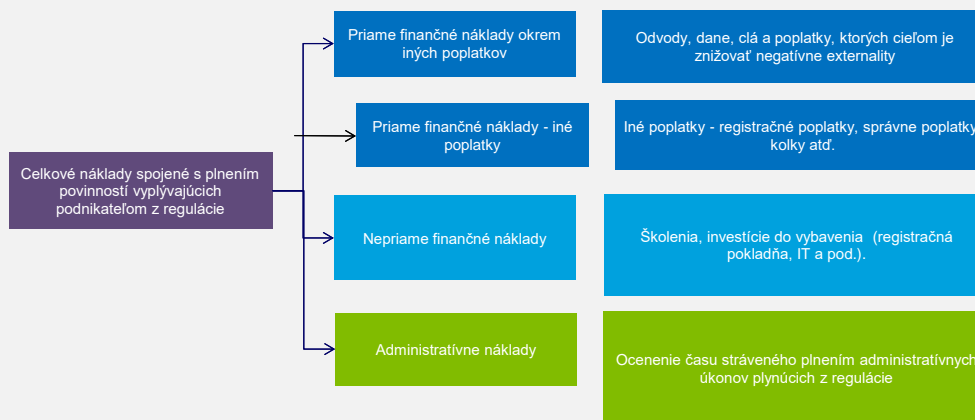 Priame finančné náklady okrem
iných poplatkov
Odvody, dane, clá a poplatky, ktorých cieľom je
znižovať negatívne externality
Priame finančné náklady - iné
poplatky
Iné poplatky - registračné poplatky, správne poplatky
kolky atď.
Celkové náklady spojené s plnením
povinností vyplývajúcich
podnikateľom z regulácie
Nepriame finančné náklady
Školenia, investície do vybavenia (registračná
pokladňa, IT a pod.).
Administratívne náklady
Ocenenie času stráveného plnením administratívnych
úkonov plynúcich z regulácie